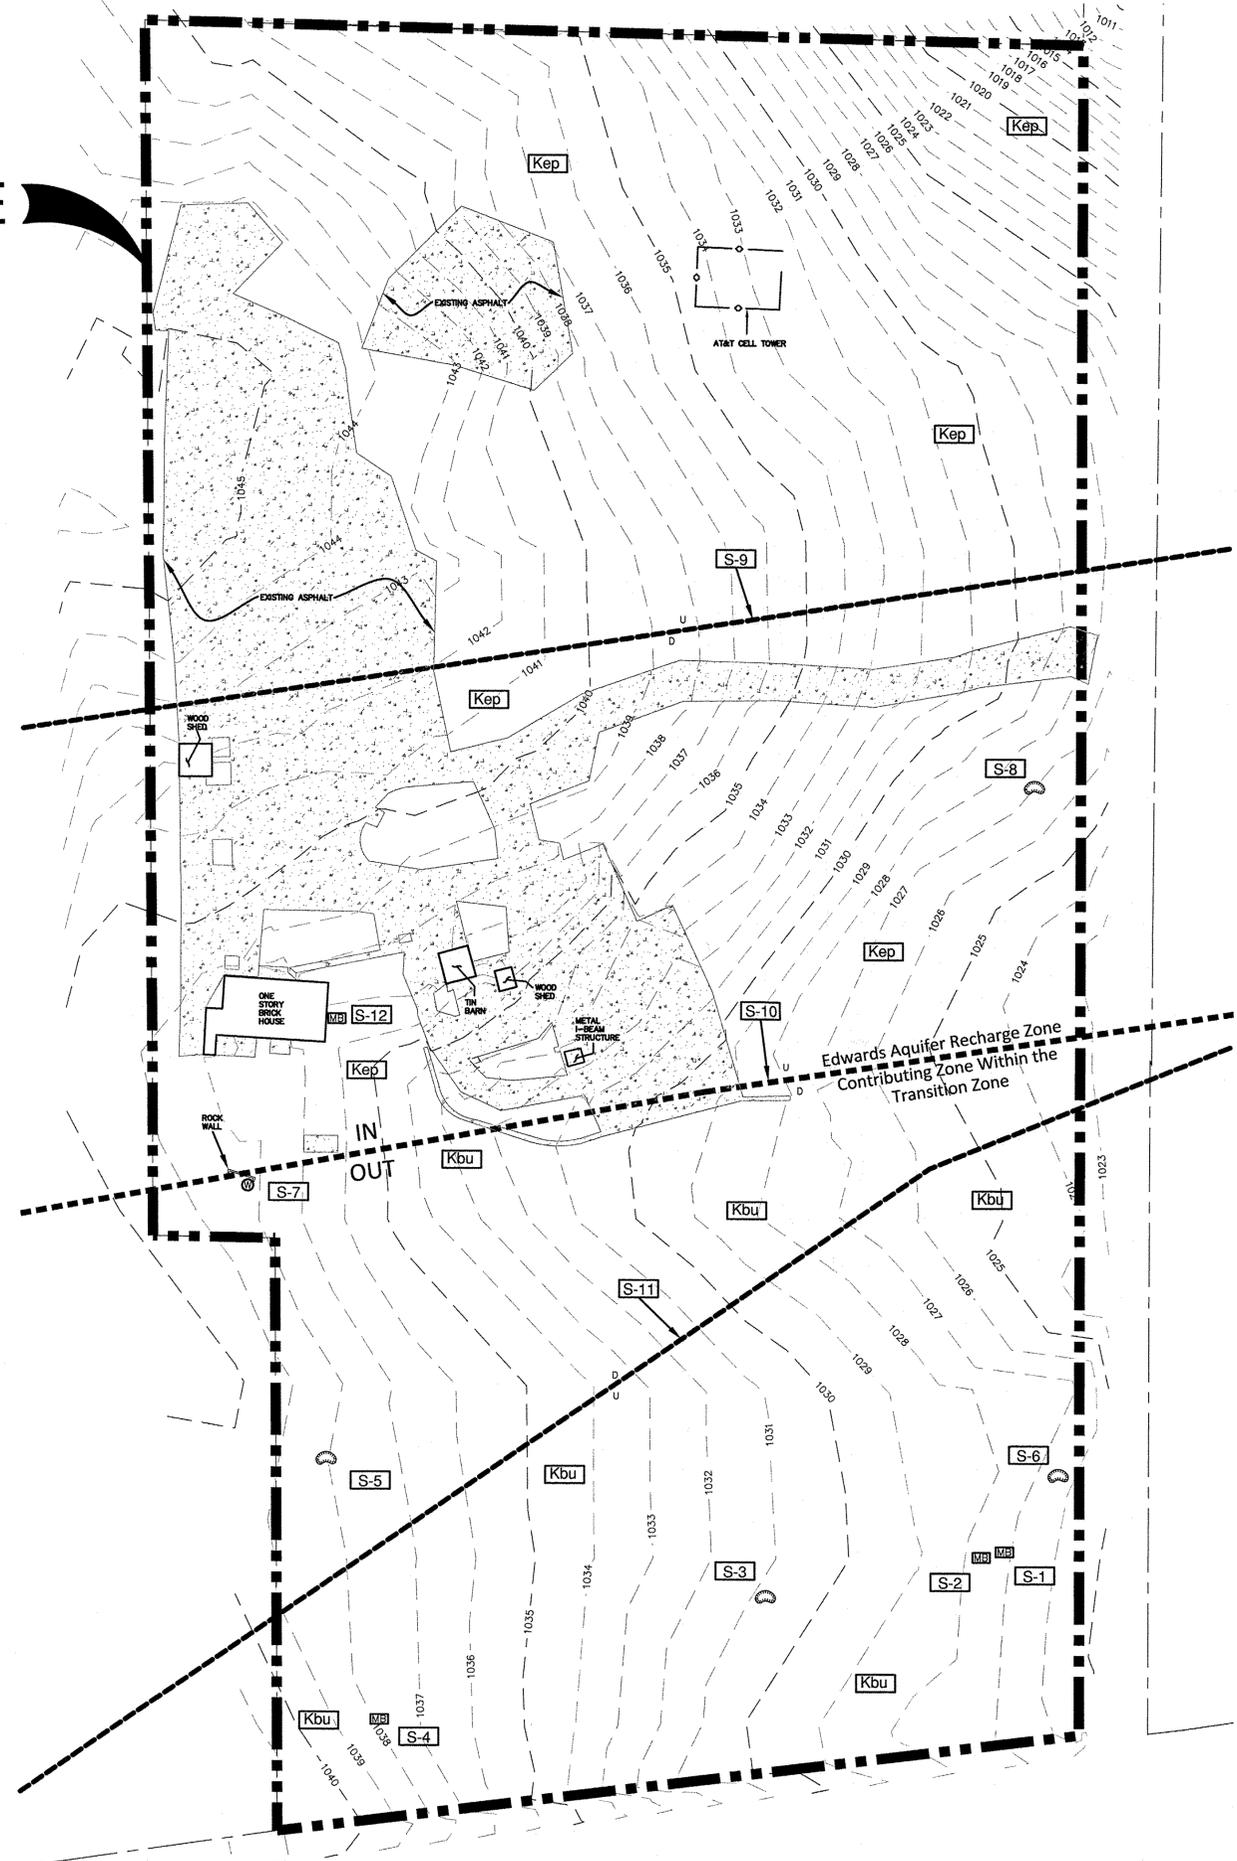 1011
1012
1015
1016
1017
1018
1019
1020
1021
1022
1023
1024
1025
1026
1027
1028
1029
1030
1031
1032
1033
Kep
Kep
E
1035
1036
1037
1038
1039
1040
1041
1042
1043
EXISTING ASPHALT
AT&T CELL TOWER
Kep
1044
1045
1044
1043
EXISTING ASPHALT
S-9
U
D
1042
1041
1040
1039
Kep
WOOD
SHED
1038
1037
1036
1035
1034
1033
1032
1031
1030
1029
1028
1027
1026
1025
1024
S-8
Kep
ONE
STORY
BRICK
HOUSE
MB
S-12
TIN
BARN
WOOD
SHED
METAL
I-BEAM
STRUCTURE
S-10
U
D
Edwards Aquifer Recharge Zone
Contributing Zone Within the
Transition Zone
Kep
ROCK
WALL
IN
OUT
W
S-7
Kbu
Kbu
Kbu
1023
1025
1026
1027
1028
1029
1030
1031
1032
1033
1034
1035
1036
1037
1038
1039
1040
S-11
D
U
S-5
Kbu
S-6
S-3
MB
MB
S-2
S-1
Kbu
Kbu
MB
S-4